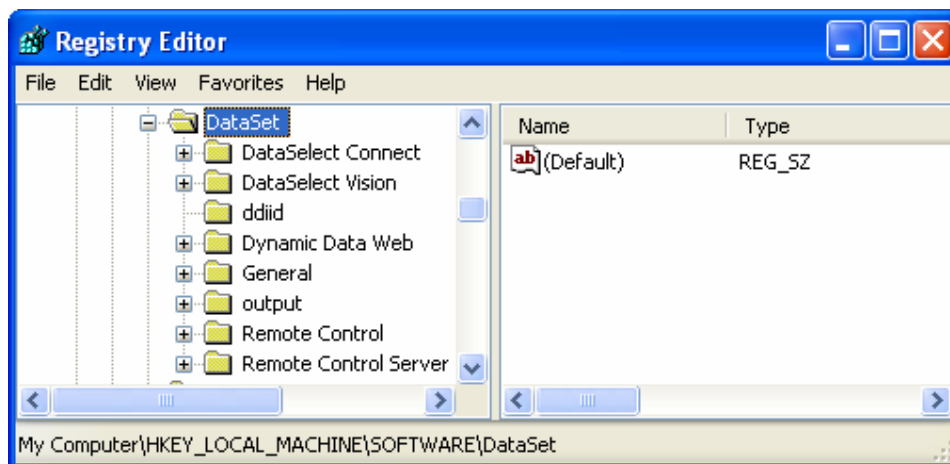 Registry Editor
File Edit View Favorites Help
DataSet
DataSelect Connect
DataSelect Vision
ddiid
Dynamic Data Web
General
output
Remote Control
Remote Control Server
Name Type
ab (Default) REG_SZ
My Computer\HKEY_LOCAL_MACHINE\SOFTWARE\DataSet